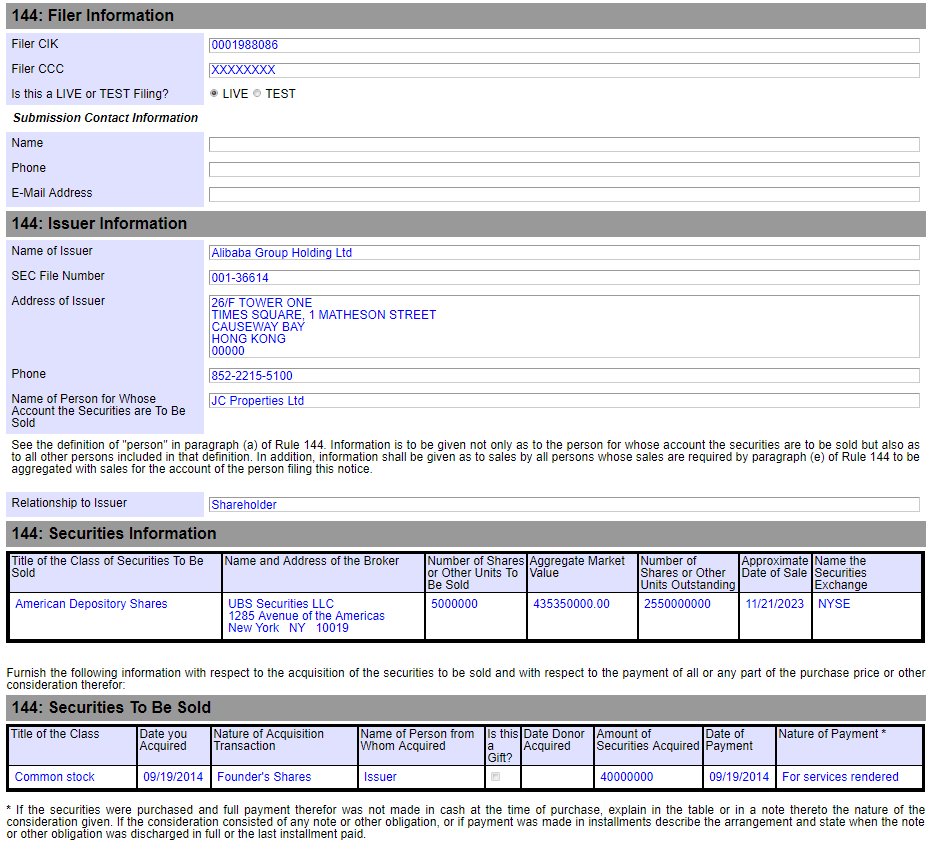 144: Filer Information
Filer CIK
0001988086
Filer CCC
XXXXXXXX
Is this a LIVE or TEST Filing?
LIVE TEST
Submission Contact Information
Name
Phone
E-Mail Address
144: Issuer Information
Name of Issuer
Alibaba Group Holding Ltd
SEC File Number
001-36614
Address of Issuer
26/F TOWER ONE
TIMES SQUARE, 1 MATHESON STREET
CAUSEWAY BAY
HONG KONG
00000
Phone
852-2215-5100
Name of Person for Whose
Account the Securities are To Be
Sold
JC Properties Ltd
See the definition of "person" in paragraph (a) of Rule 144. Information is to be given not only as to the person for whose account the securities are to be sold but also as
to all other persons included in that definition. In addition, information shall be given as to sales by all persons whose sales are required by paragraph (e) of Rule 144 to be
aggregated with sales for the account of the person filing this notice.
Relationship to Issuer
Shareholder
144: Securities Information
Title of the Class of Securities To Be
Sold
Name and Address of the Broker
Number of Shares
or Other Units To
Be Sold
Aggregate Market
Value
Number of
Shares or Other
Units Outstanding
Approximate
Date of Sale
Name the
Securities
Exchange
American Depository Shares
UBS Securities LLC
1285 Avenue of the Americas
New York NY 10019
5000000
435350000.00
2550000000
11/21/2023
NYSE
Furnish the following information with respect to the acquisition of the securities to be sold and with respect to the payment of all or any part of the purchase price or other
consideration therefor:
144: Securities To Be Sold
Title of the Class
Date you
Acquired
Nature of Acquisition
Transaction
Name of Person from
Whom Acquired
Is this
a
Gift?
Date Donor
Acquired
Amount of
Securities Acquired
Date of
Payment
Nature of Payment *
Common stock
09/19/2014
Founder's Shares
Issuer
40000000
09/19/2014
For services rendered
* If the securities were purchased and full payment therefor was not made in cash at the time of purchase, explain in the table or in a note thereto the nature of the
consideration given. If the consideration consisted of any note or other obligation, or if payment was made in installments describe the arrangement and state when the note
or other obligation was discharged in full or the last installment paid.